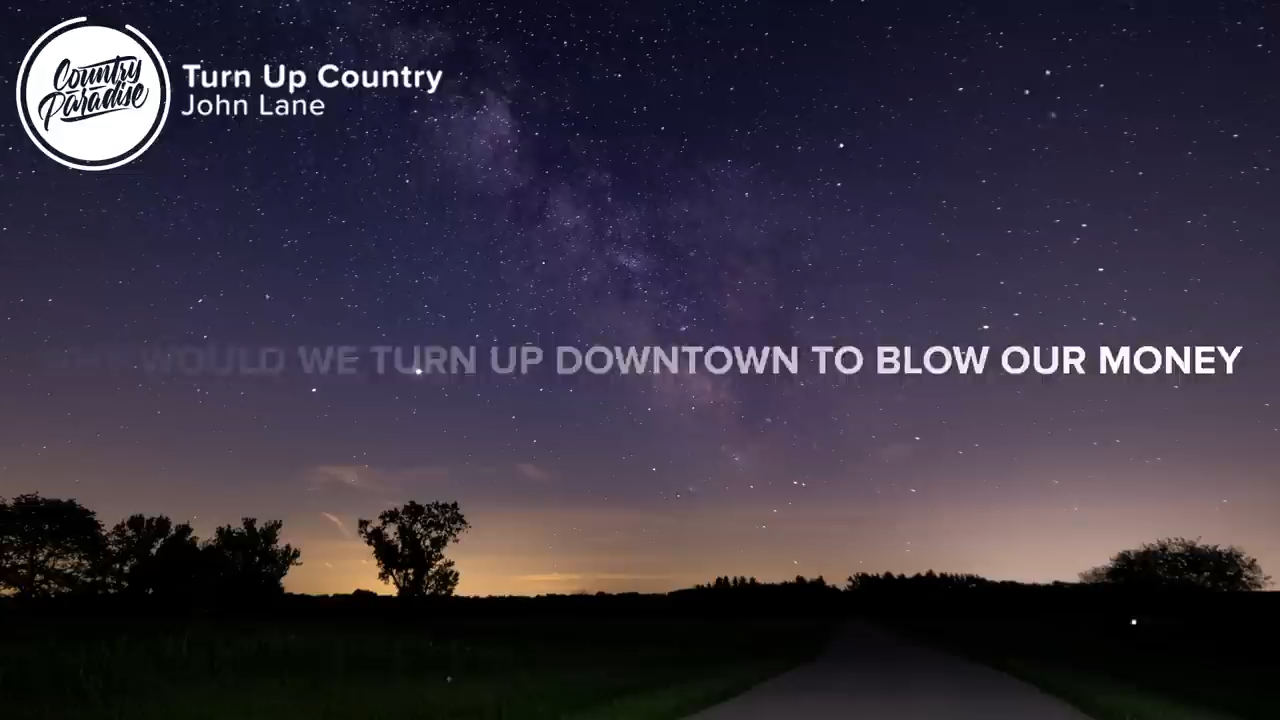 Country
Paradise
Turn Up Country
John Lane
WOULD WE TURN UP DOWNTOWN TO BLOW OUR MONEY